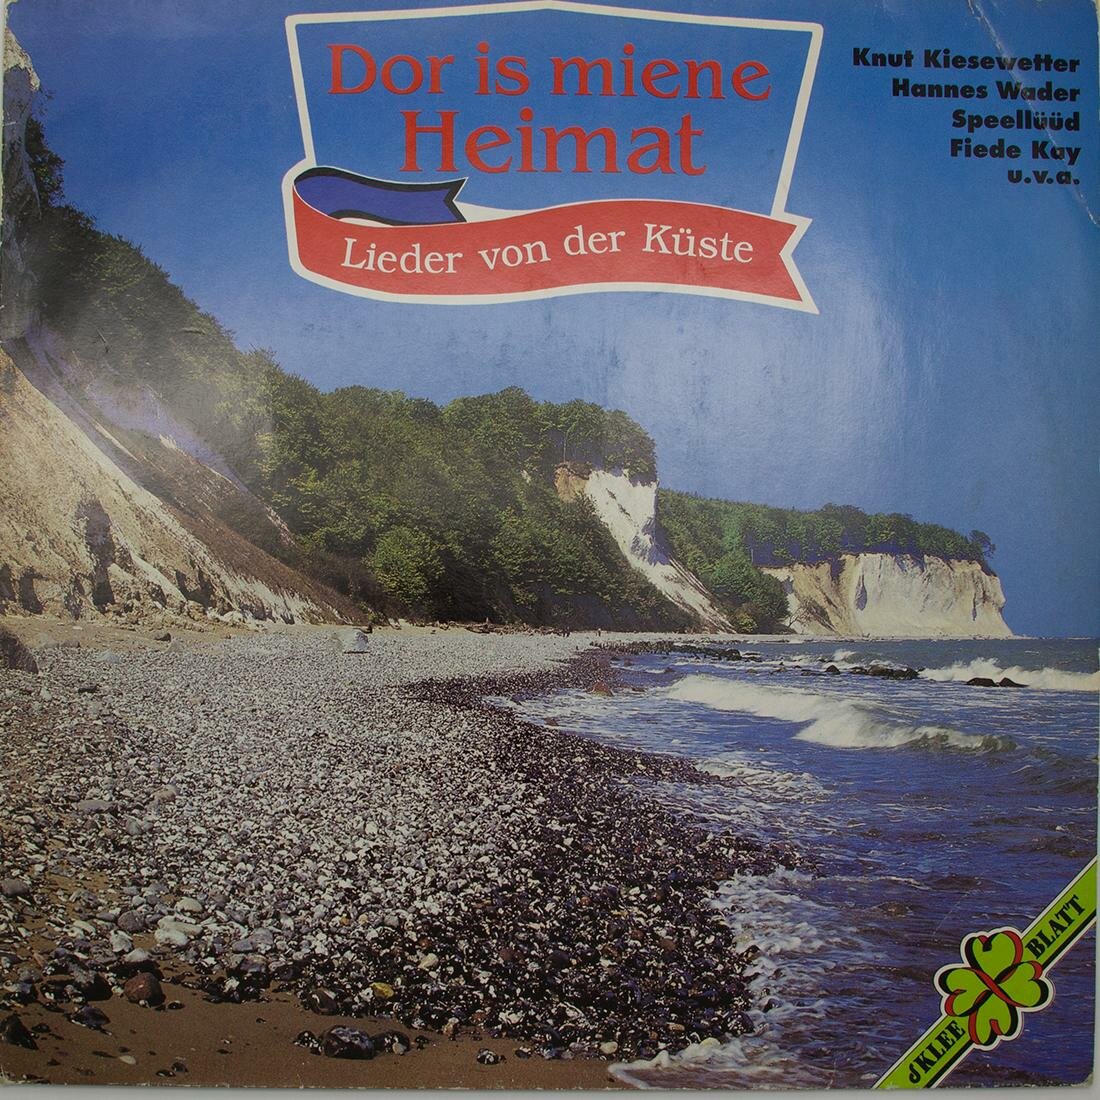 Dor is miene
Heimat
Lieder von der Küste
Knut Kiesewetter
Hannes Wader
Speellüüd
Fiede Kay
u.v.a.
s'KLEE
BLATT